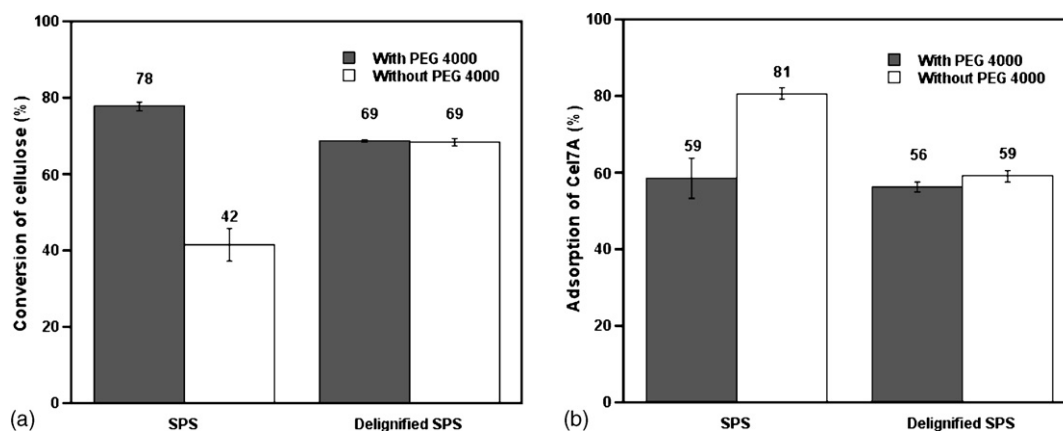 100
80
60
40
20
0
Conversion of cellulose (%)
With PEG 4000
Without PEG 4000
78
42
69
69
SPS
Delignified SPS
(a)
100
80
60
40
20
0
Adsorption of Cel7A (%)
With PEG 4000
Without PEG 4000
59
81
56
59
SPS
Delignified SPS
(b)